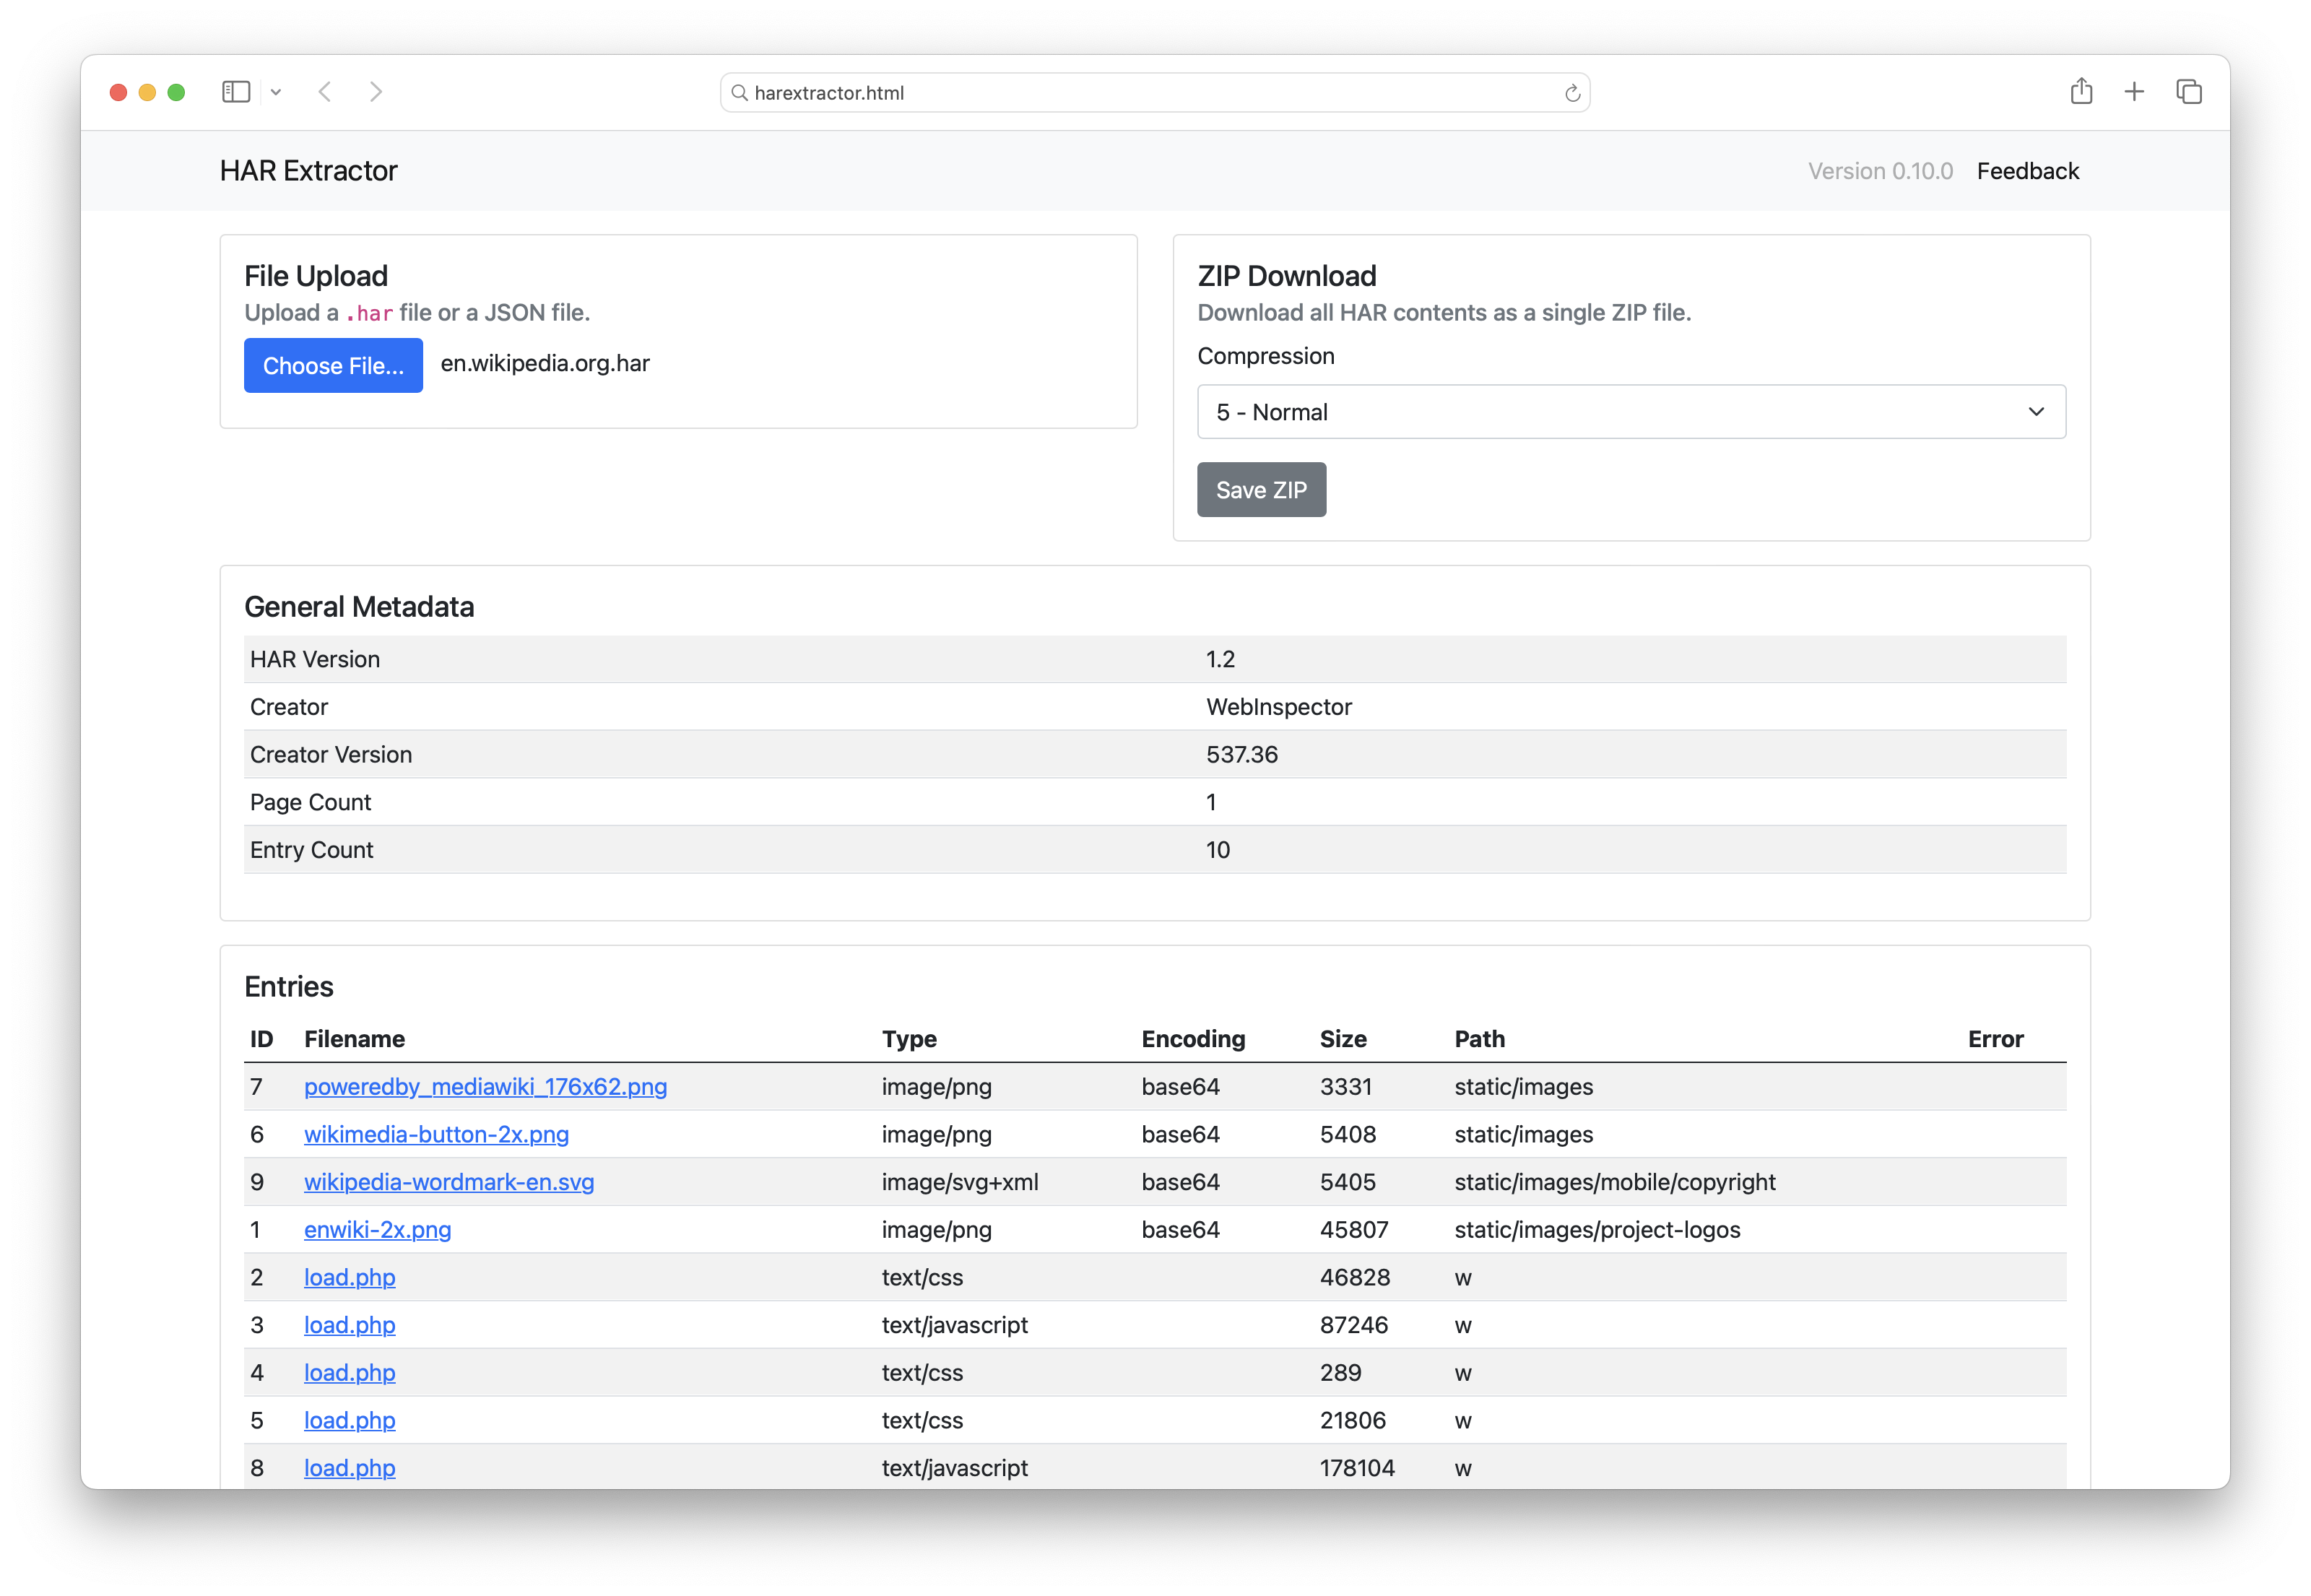 harextractor.html
HAR Extractor
Version 0.10.0 Feedback
File Upload
Upload a .har file or a JSON file.
Choose File... en.wikipedia.org.har
ZIP Download
Download all HAR contents as a single ZIP file.
Compression
5 - Normal
Save ZIP
General Metadata
HAR Version 1.2
Creator WebInspector
Creator Version 537.36
Page Count 1
Entry Count 10
Entries
ID Filename Type Encoding Size Path Error
7 poweredby_mediawiki_176x62.png image/png base64 3331 static/images
6 wikimedia-button-2x.png image/png base64 5408 static/images
9 wikipedia-wordmark-en.svg image/svg+xml base64 5405 static/images/mobile/copyright
1 enwiki-2x.png image/png base64 45807 static/images/project-logos
2 load.php text/css 46828 w
3 load.php text/javascript 87246 w
4 load.php text/css 289 w
5 load.php text/css 21806 w
8 load.php text/javascript 178104 w